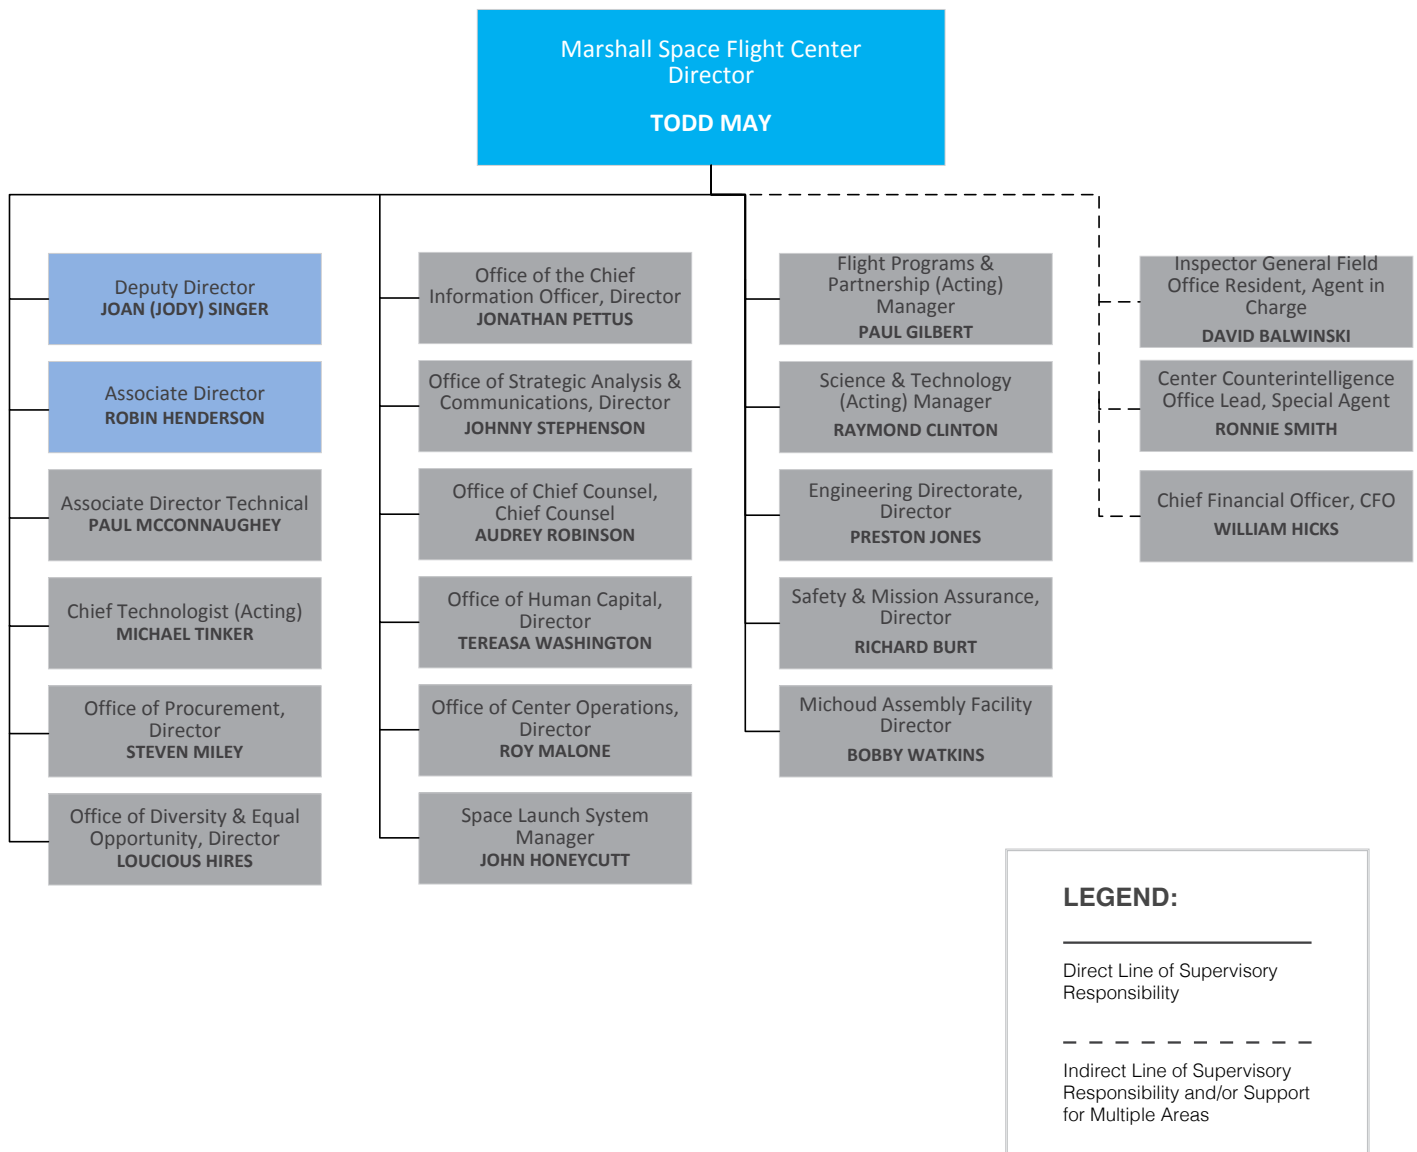 Marshall Space Flight Center
Director
TODD MAY
Deputy Director
JOAN (JODY) SINGER
Associate Director
ROBIN HENDERSON
Associate Director Technical
PAUL MCCONNAUGHEY
Chief Technologist (Acting)
MICHAEL TINKER
Office of Procurement,
Director
STEVEN MILEY
Office of Diversity & Equal
Opportunity, Director
LOUCIOUS HIRES
Office of the Chief
Information Officer, Director
JONATHAN PETTUS
Office of Strategic Analysis &
Communications, Director
JOHNNY STEPHENSON
Office of Chief Counsel,
Chief Counsel
AUDREY ROBINSON
Office of Human Capital,
Director
TEREASA WASHINGTON
Office of Center Operations,
Director
ROY MALONE
Space Launch System
Manager
JOHN HONEYCUTT
Flight Programs &
Partnership (Acting)
Manager
PAUL GILBERT
Science & Technology
(Acting) Manager
RAYMOND CLINTON
Engineering Directorate,
Director
PRESTON JONES
Safety & Mission Assurance,
Director
RICHARD BURT
Michoud Assembly Facility
Director
BOBBY WATKINS
Inspector General Field
Office Resident, Agent in
Charge
DAVID BALWINSKI
Center Counterintelligence
Office Lead, Special Agent
RONNIE SMITH
Chief Financial Officer, CFO
WILLIAM HICKS
LEGEND:
Direct Line of Supervisory
Responsibility
Indirect Line of Supervisory
Responsibility and/or Support
for Multiple Areas